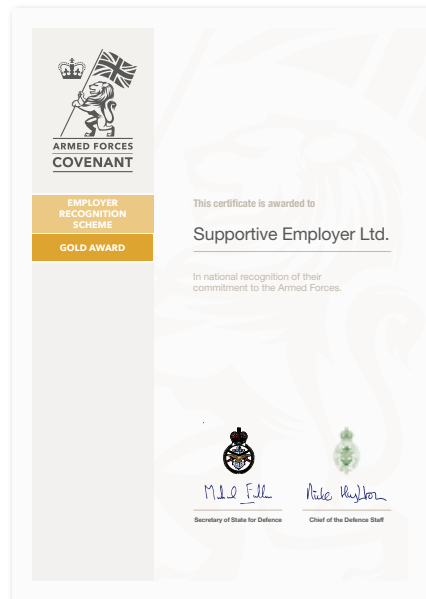 ARMED FORCES
COVENANT
EMPLOYER
RECOGNITION
SCHEME
GOLD AWARD
This certificate is awarded to
Supportive Employer Ltd.
In national recognition of their
commitment to the Armed Forces.
Secretary of State for Defence
Chief of the Defence Staff